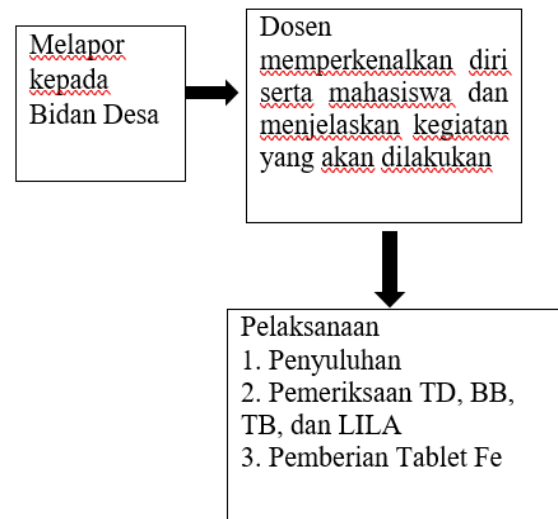 Melapor
kepada
Bidan Desa
Dosen
memperkenalkan diri
serta mahasiswa dan
menjelaskan kegiatan
yang akan dilakukan
Pelaksanaan
1. Penyuluhan
2. Pemeriksaan TD, BB,
TB, dan LILA
3. Pemberian Tablet Fe